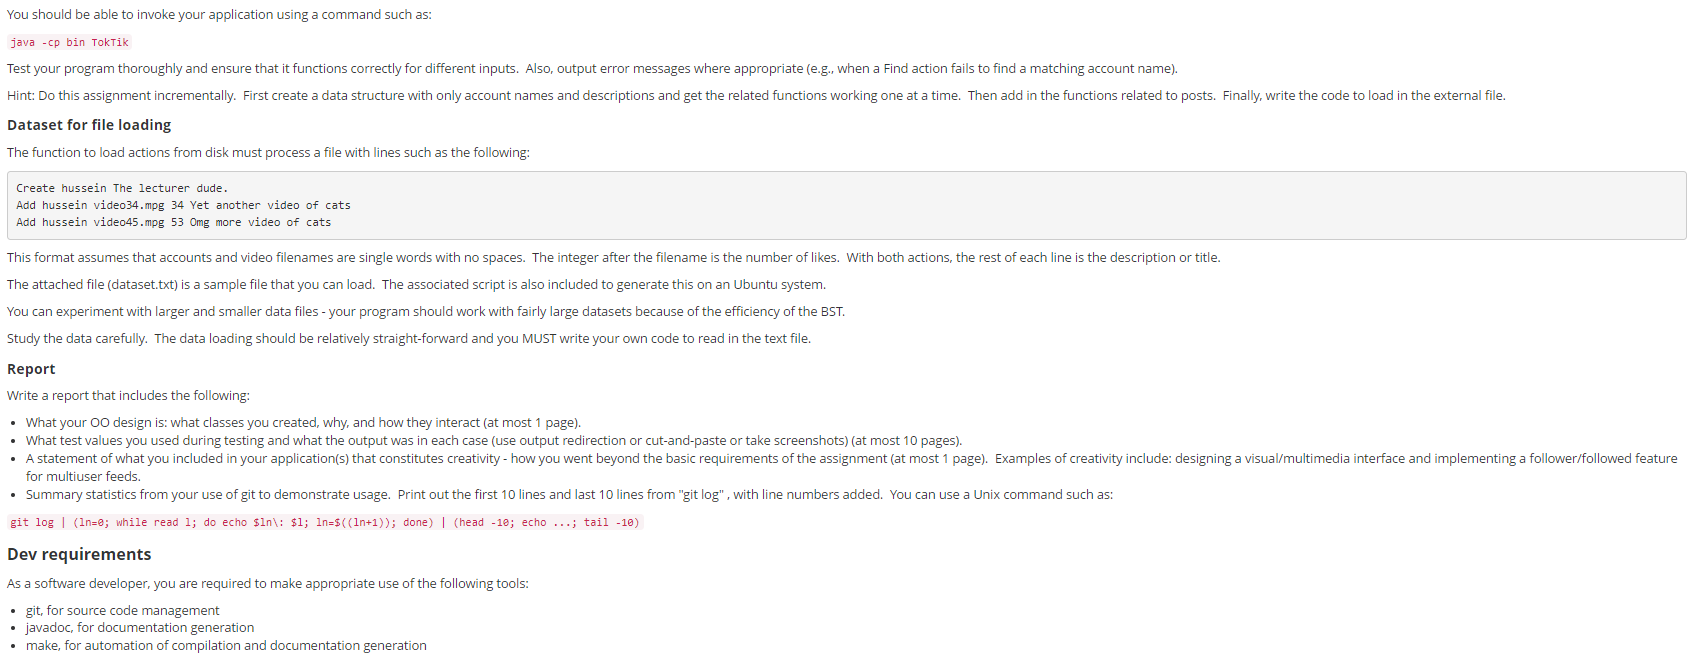 You should be able to invoke your application using a command such as:
java -cp bin TokTik
Test your program thoroughly and ensure that it functions correctly for different inputs.  Also, output error messages where appropriate (e.g., when a Find action fails to find a matching account name).
Hint: Do this assignment incrementally.  First create a data structure with only account names and descriptions and get the related functions working one at a time.  Then add in the functions related to posts.  Finally, write the code to load in the external file.
Dataset for file loading
The function to load actions from disk must process a file with lines such as the following:
Create hussein The lecturer dude.
Add hussein video34.mpg 34 Yet another video of cats
Add hussein video45.mpg 53 Omg more video of cats
This format assumes that accounts and video filenames are single words with no spaces.  The integer after the filename is the number of likes.  With both actions, the rest of each line is the description or title.
The attached file (dataset.txt) is a sample file that you can load.  The associated script is also included to generate this on an Ubuntu system.
You can experiment with larger and smaller data files - your program should work with fairly large datasets because of the efficiency of the BST.
Study the data carefully.  The data loading should be relatively straight-forward and you MUST write your own code to read in the text file.
Report
Write a report that includes the following:
• What your OO design is: what classes you created, why, and how they interact (at most 1 page).
• What test values you used during testing and what the output was in each case (use output redirection or cut-and-paste or take screenshots) (at most 10 pages).
• A statement of what you included in your application(s) that constitutes creativity - how you went beyond the basic requirements of the assignment (at most 1 page).  Examples of creativity include: designing a visual/multimedia interface and implementing a follower/followed feature
for multiuser feeds.
• Summary statistics from your use of git to demonstrate usage.  Print out the first 10 lines and last 10 lines from "git log" , with line numbers added.  You can use a Unix command such as:
git log | (ln=0; while read l; do echo $ln\: $l; ln=$((ln+1)); done) | (head -10; echo ...; tail -10)
Dev requirements
As a software developer, you are required to make appropriate use of the following tools:
• git, for source code management
• javadoc, for documentation generation
• make, for automation of compilation and documentation generation